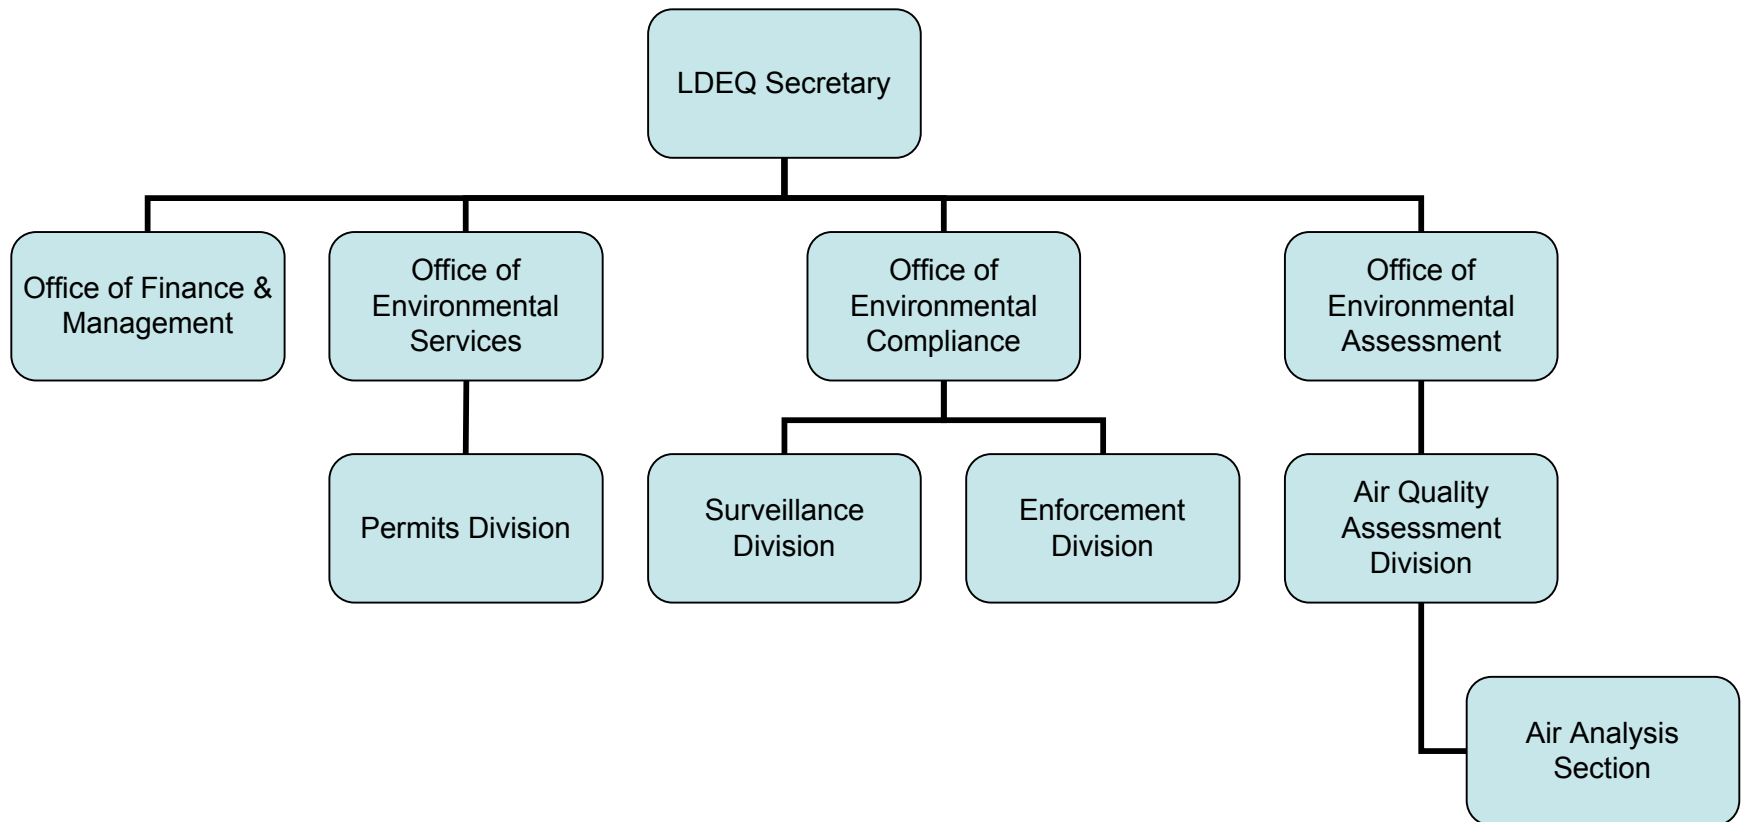 LDEQ Secretary
Office of Finance &
Management
Office of
Environmental
Services
Office of
Environmental
Compliance
Office of
Environmental
Assessment
Permits Division
Surveillance
Division
Enforcement
Division
Air Quality
Assessment
Division
Air Analysis
Section